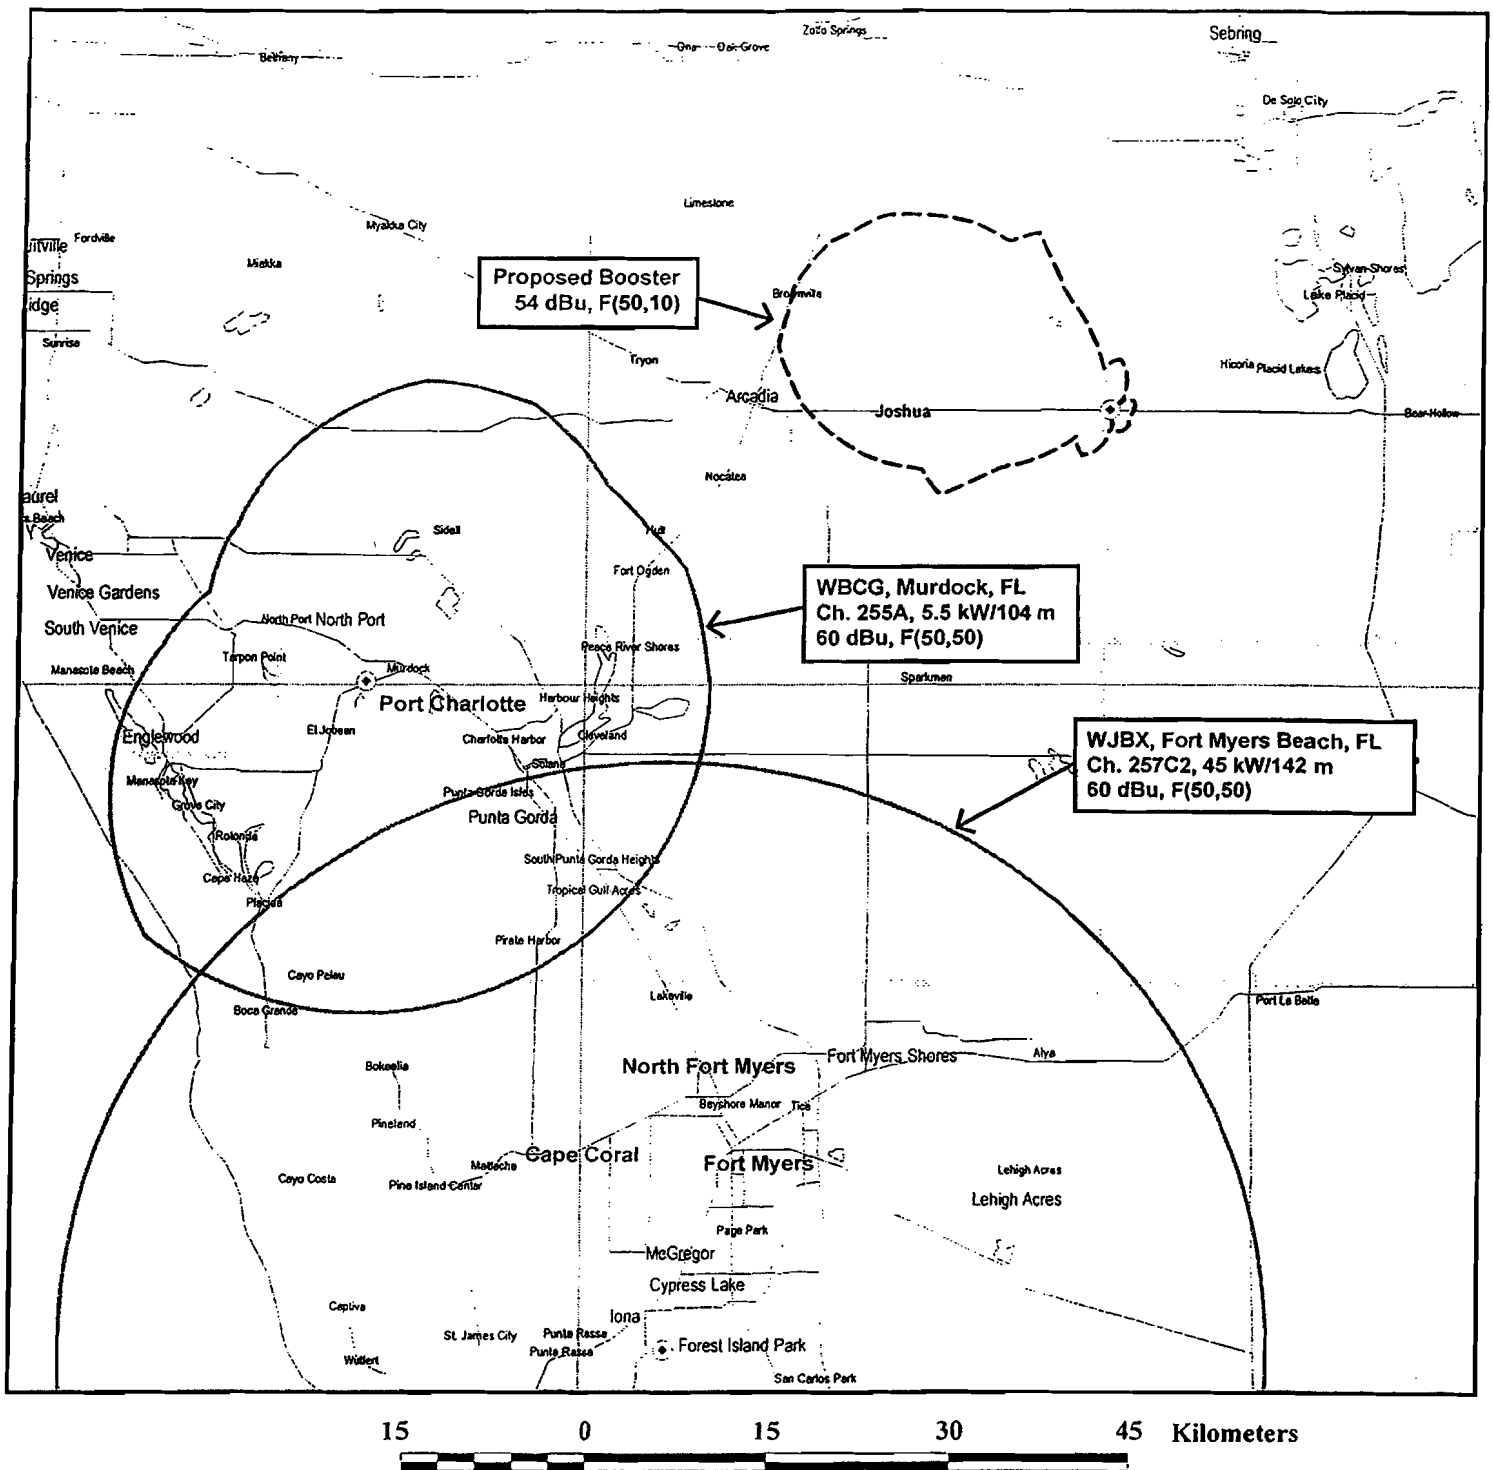 Zolfo Springs
Sebring
Ona
Oak Grove
Bethany
De Soto City
Limestone
Myakka City
Fordville
Miakka
Springs
idge
Sunrise
Sylvan Shores
Lake Placid
Proposed Booster
54 dBu, F(50,10)
Brownville
Tryon
Hicoria
Placid Lakes
Arcadia
Joshua
Bear Hollow
Nocatee
aurel
s Beach
Sidell
Hull
Venice
Fort Ogden
Venice Gardens
WBCG, Murdock, FL
Ch. 255A, 5.5 kW/104 m
60 dBu, F(50,50)
North Port
North Port
South Venice
Peace River Shores
Tarpon Point
Manasota Beach
Murdock
Sparkman
Port Charlotte
Harbour Heights
El Jobean
Englewood
Charlotte Harbor
Cleveland
WJBX, Fort Myers Beach, FL
Ch. 257C2, 45 kW/142 m
60 dBu, F(50,50)
Solana
Manasota Key
Punta Gorda Isles
Grove City
Punta Gorda
Rotonda
South Punta Gorda Heights
Cape Haze
Tropical Gulf Acres
Placida
Pirate Harbor
Cayo Pelau
Boca Grande
Lakeville
Port La Belle
North Fort Myers
Fort Myers Shores
Alva
Bokeelia
Bayshore Manor
Tice
Pineland
Cape Coral
Fort Myers
Matlacha
Lehigh Acres
Cayo Costa
Pine Island Center
Lehigh Acres
Page Park
McGregor
Cypress Lake
Captiva
Iona
St. James City
Punta Rassa
Forest Island Park
Punta Rassa
Wulfert
San Carlos Park
15 0 15 30 45 Kilometers